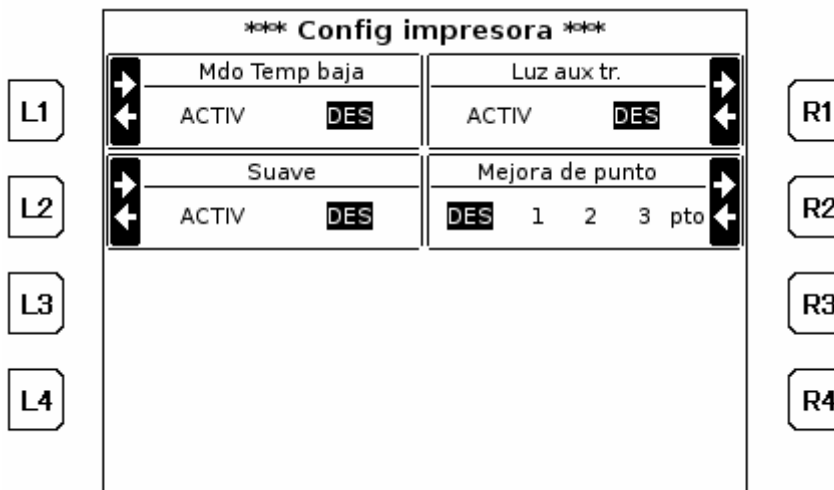 *** Config impresora ***
Mdo Temp baja
Luz aux tr.
L1
ACTIV DES
ACTIV DES
R1
Suave
Mejora de punto
L2
ACTIV DES
DES 1 2 3 pto
R2
L3
R3
L4
R4